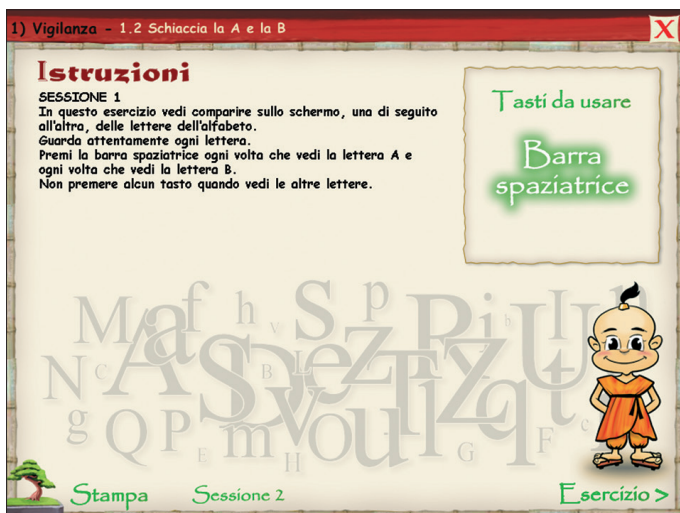 1) Vigilanza - 1.2 Schiaccia la A e la B
X
Istruzioni
SESSIONE 1
In questo esercizio vedi comparire sullo schermo, una di seguito
all'altra, delle lettere dell'alfabeto.
Guarda attentamente ogni lettera.
Premi la barra spaziatrice ogni volta che vedi la lettera A e
ogni volta che vedi la lettera B.
Non premere alcun tasto quando vedi le altre lettere.
Tasti da usare
Barra
spaziatrice
Stampa
Sessione 2
Esercizio >